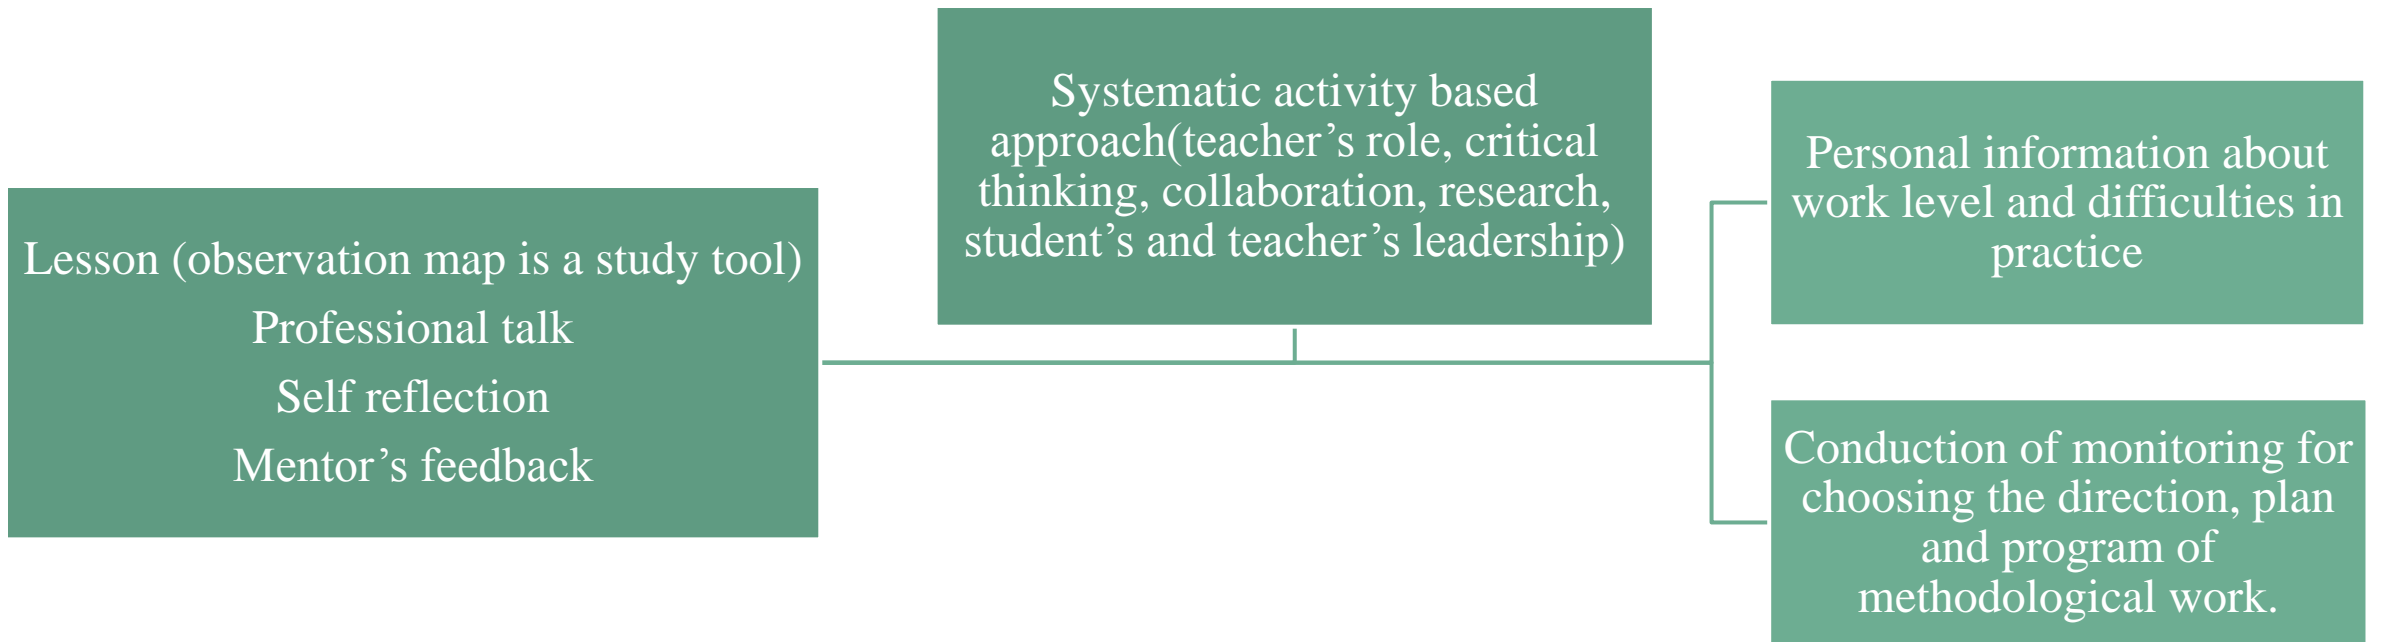 Lesson (observation map is a study tool)
Professional talk
Self reflection
Mentor’s feedback
Systematic activity based
approach(teacher’s role, critical
thinking, collaboration, research,
student’s and teacher’s leadership)
Personal information about
work level and difficulties in
practice
Conduction of monitoring for
choosing the direction, plan
and program of
methodological work.